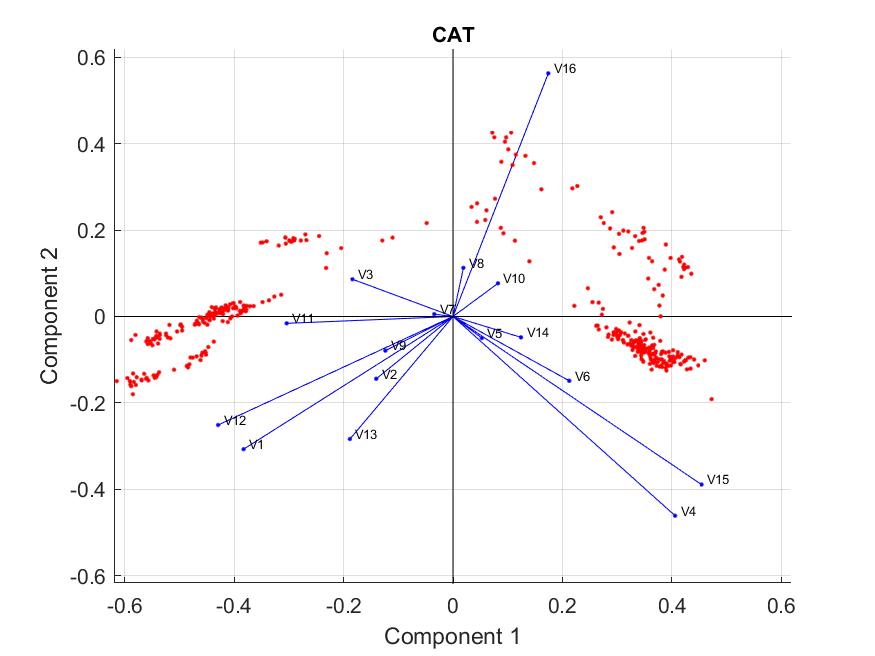 CAT
0.6
V16
0.4
0.2
V8
V3
V10
V7
0
V11
V14
V5
V9
V6
V2
-0.2
V12
V13
V1
V15
-0.4
V4
-0.6
-0.6 -0.4 -0.2 0 0.2 0.4 0.6
Component 1
Component 2